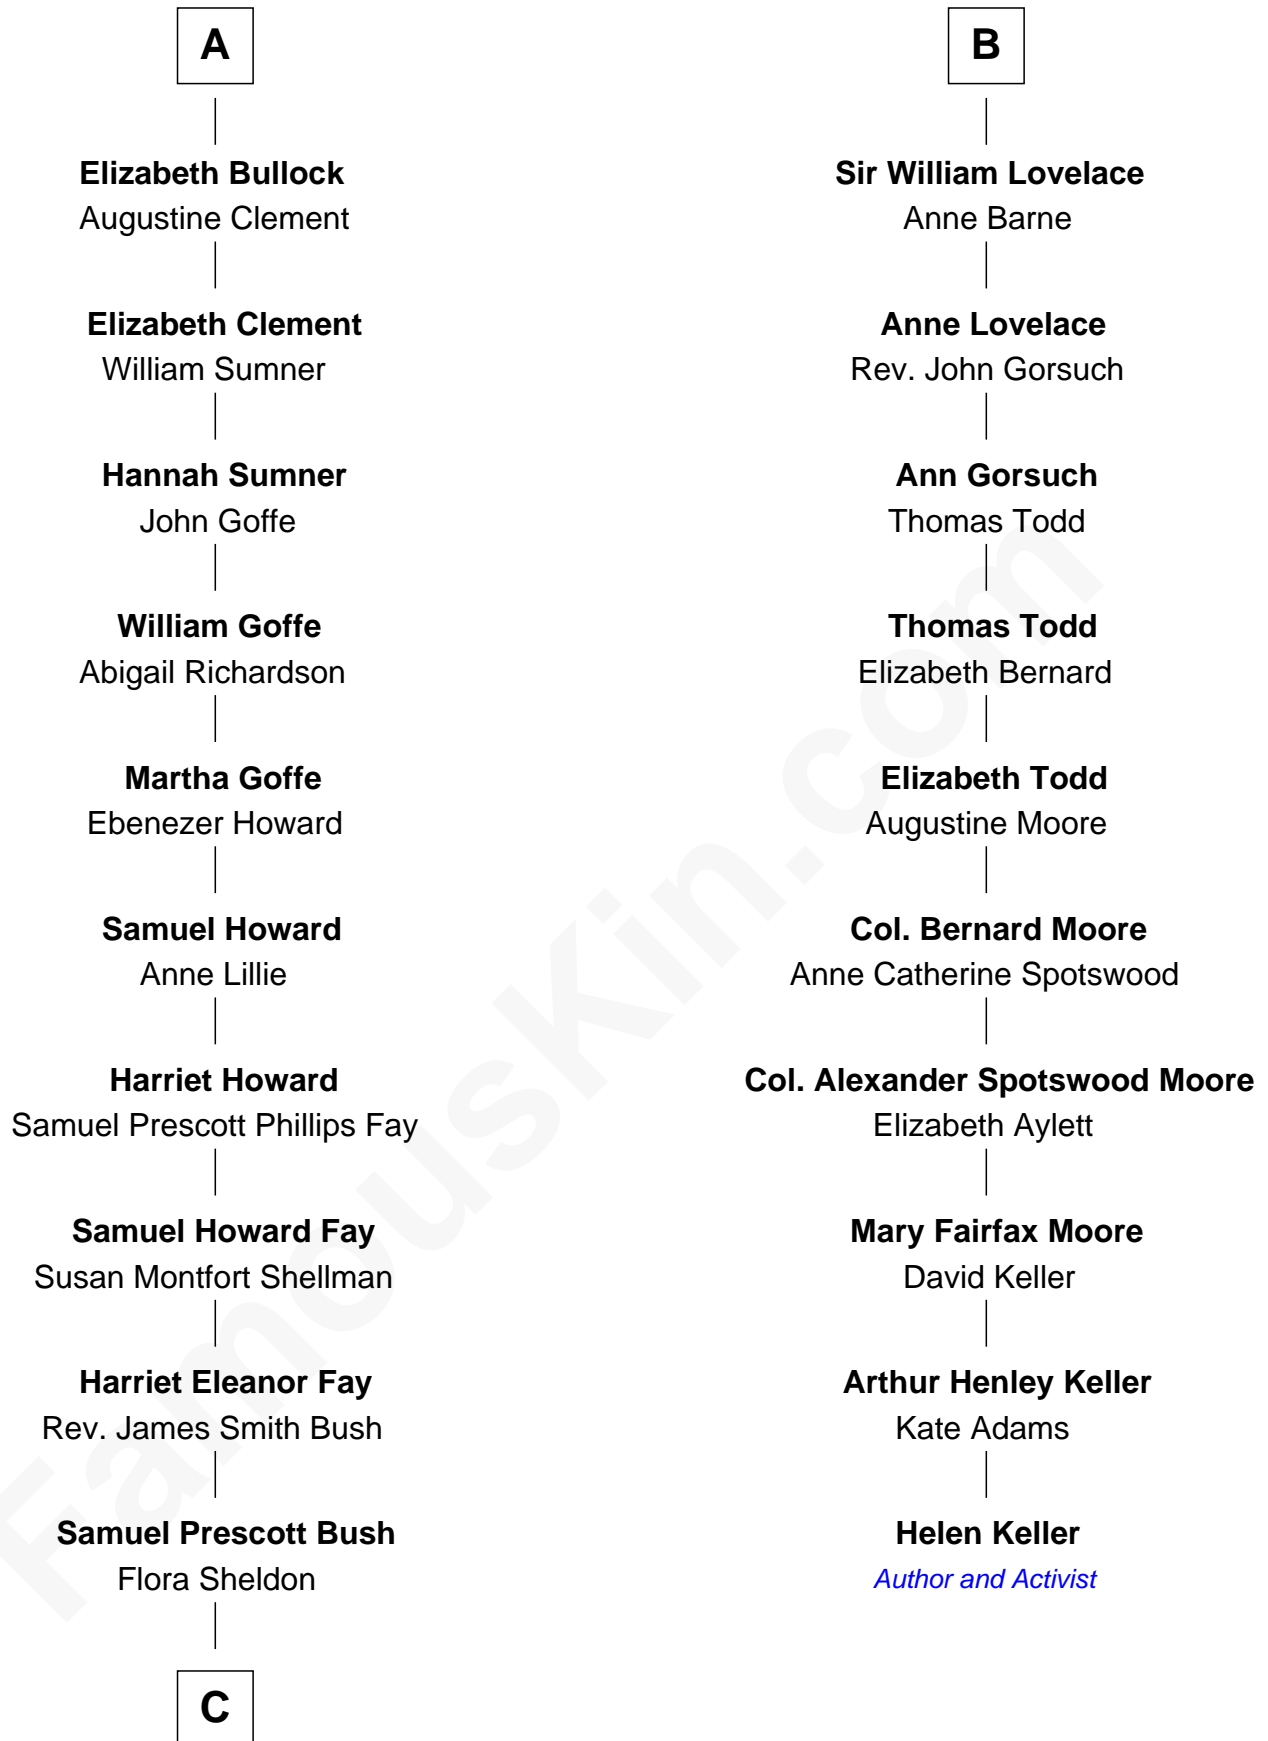 A
Elizabeth Bullock
Augustine Clement
Elizabeth Clement
William Sumner
Hannah Sumner
John Goffe
William Goffe
Abigail Richardson
Martha Goffe
Ebenezer Howard
Samuel Howard
Anne Lillie
Harriet Howard
Samuel Prescott Phillips Fay
Samuel Howard Fay
Susan Montfort Shellman
Harriet Eleanor Fay
Rev. James Smith Bush
Samuel Prescott Bush
Flora Sheldon
C
B
Sir William Lovelace
Anne Barne
Anne Lovelace
Rev. John Gorsuch
Ann Gorsuch
Thomas Todd
Thomas Todd
Elizabeth Bernard
Elizabeth Todd
Augustine Moore
Col. Bernard Moore
Anne Catherine Spotswood
Col. Alexander Spotswood Moore
Elizabeth Aylett
Mary Fairfax Moore
David Keller
Arthur Henley Keller
Kate Adams
Helen Keller
Author and Activist
FamousKin.com